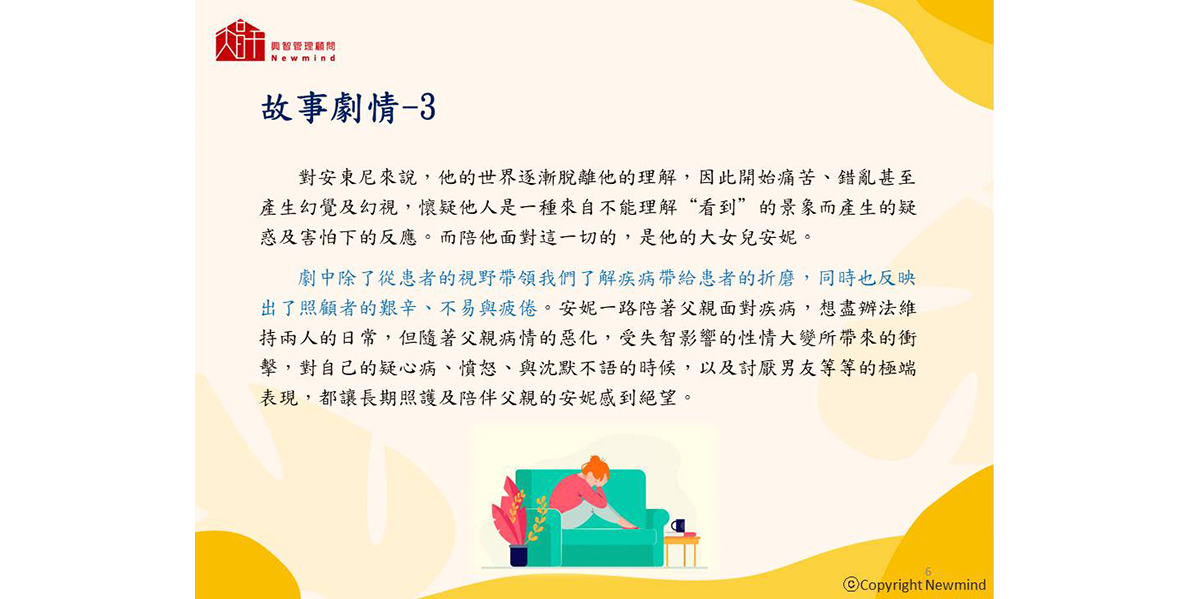 興智管理顧問
Newmind
故事劇情-3
對安東尼來說，他的世界逐漸脫離他的理解，因此開始痛苦、錯亂甚至
產生幻覺及幻視，懷疑他人是一種來自不能理解“看到”的景象而產生的疑
惑及害怕下的反應。而陪他面對這一切的，是他的大女兒安妮。
劇中除了從患者的視野帶領我們了解疾病帶給患者的折磨，同時也反映
出了照顧者的艱辛、不易與疲倦。安妮一路陪著父親面對疾病，想盡辦法維
持兩人的日常，但隨著父親病情的惡化，受失智影響的性情大變所帶來的衝
擊，對自己的疑心病、憤怒、與沈默不語的時候，以及討厭男友等等的極端
表現，都讓長期照護及陪伴父親的安妮感到絕望。
6
©Copyright Newmind